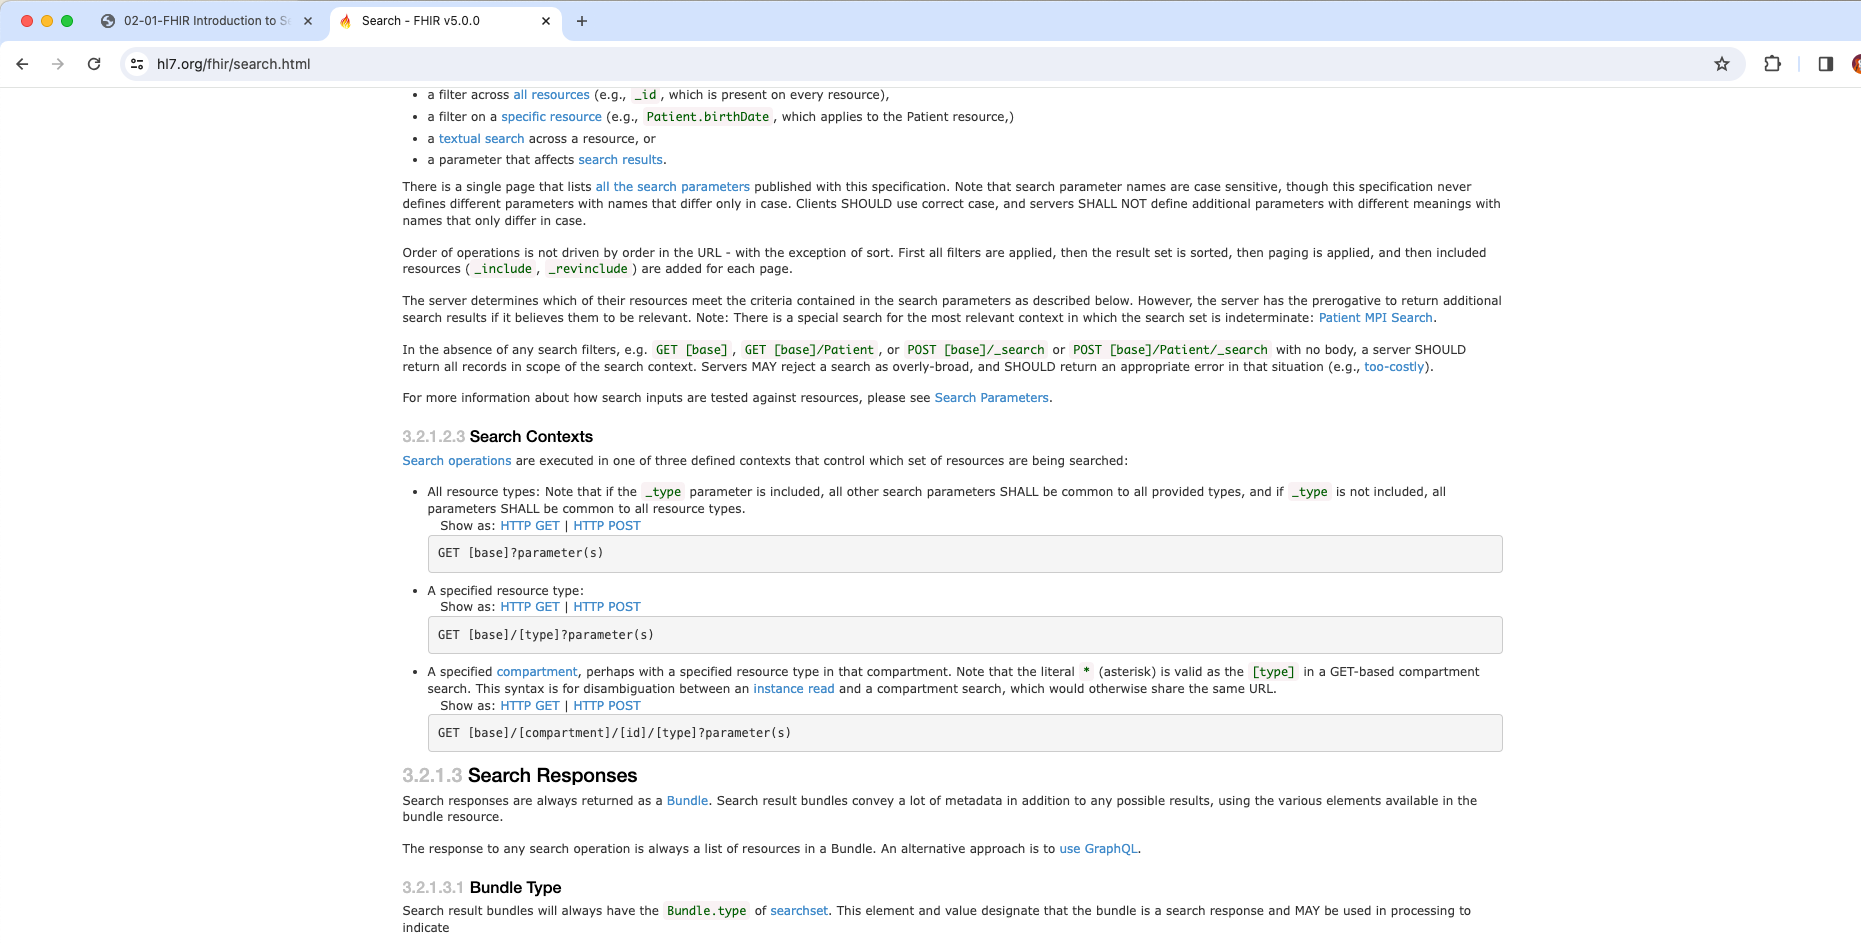 02-01-FHIR Introduction to S
Search - FHIR v5.0.0
hl7.org/fhir/search.html
• a filter across all resources (e.g., _id , which is present on every resource),
• a filter on a specific resource (e.g., Patient.birthDate , which applies to the Patient resource,)
• a textual search across a resource, or
• a parameter that affects search results.
There is a single page that lists all the search parameters published with this specification. Note that search parameter names are case sensitive, though this specification never
defines different parameters with names that differ only in case. Clients SHOULD use correct case, and servers SHALL NOT define additional parameters with different meanings with
names that only differ in case.
Order of operations is not driven by order in the URL - with the exception of sort. First all filters are applied, then the result set is sorted, then paging is applied, and then included
resources ( _include , _revinclude ) are added for each page.
The server determines which of their resources meet the criteria contained in the search parameters as described below. However, the server has the prerogative to return additional
search results if it believes them to be relevant. Note: There is a special search for the most relevant context in which the search set is indeterminate: Patient MPI Search.
In the absence of any search filters, e.g. GET [base] , GET [base]/Patient , or POST [base]/_search or POST [base]/Patient/_search with no body, a server SHOULD
return all records in scope of the search context. Servers MAY reject a search as overly-broad, and SHOULD return an appropriate error in that situation (e.g., too-costly).
For more information about how search inputs are tested against resources, please see Search Parameters.
3.2.1.2.3 Search Contexts
Search operations are executed in one of three defined contexts that control which set of resources are being searched:
• All resource types: Note that if the _type parameter is included, all other search parameters SHALL be common to all provided types, and if _type is not included, all
parameters SHALL be common to all resource types.
Show as: HTTP GET | HTTP POST
GET [base]?parameter(s)
• A specified resource type:
Show as: HTTP GET | HTTP POST
GET [base]/[type]?parameter(s)
• A specified compartment, perhaps with a specified resource type in that compartment. Note that the literal * (asterisk) is valid as the [type] in a GET-based compartment
search. This syntax is for disambiguation between an instance read and a compartment search, which would otherwise share the same URL.
Show as: HTTP GET | HTTP POST
GET [base]/[compartment]/[id]/[type]?parameter(s)
3.2.1.3 Search Responses
Search responses are always returned as a Bundle. Search result bundles convey a lot of metadata in addition to any possible results, using the various elements available in the
bundle resource.
The response to any search operation is always a list of resources in a Bundle. An alternative approach is to use GraphQL.
3.2.1.3.1 Bundle Type
Search result bundles will always have the Bundle.type of searchset. This element and value designate that the bundle is a search response and MAY be used in processing to
indicate